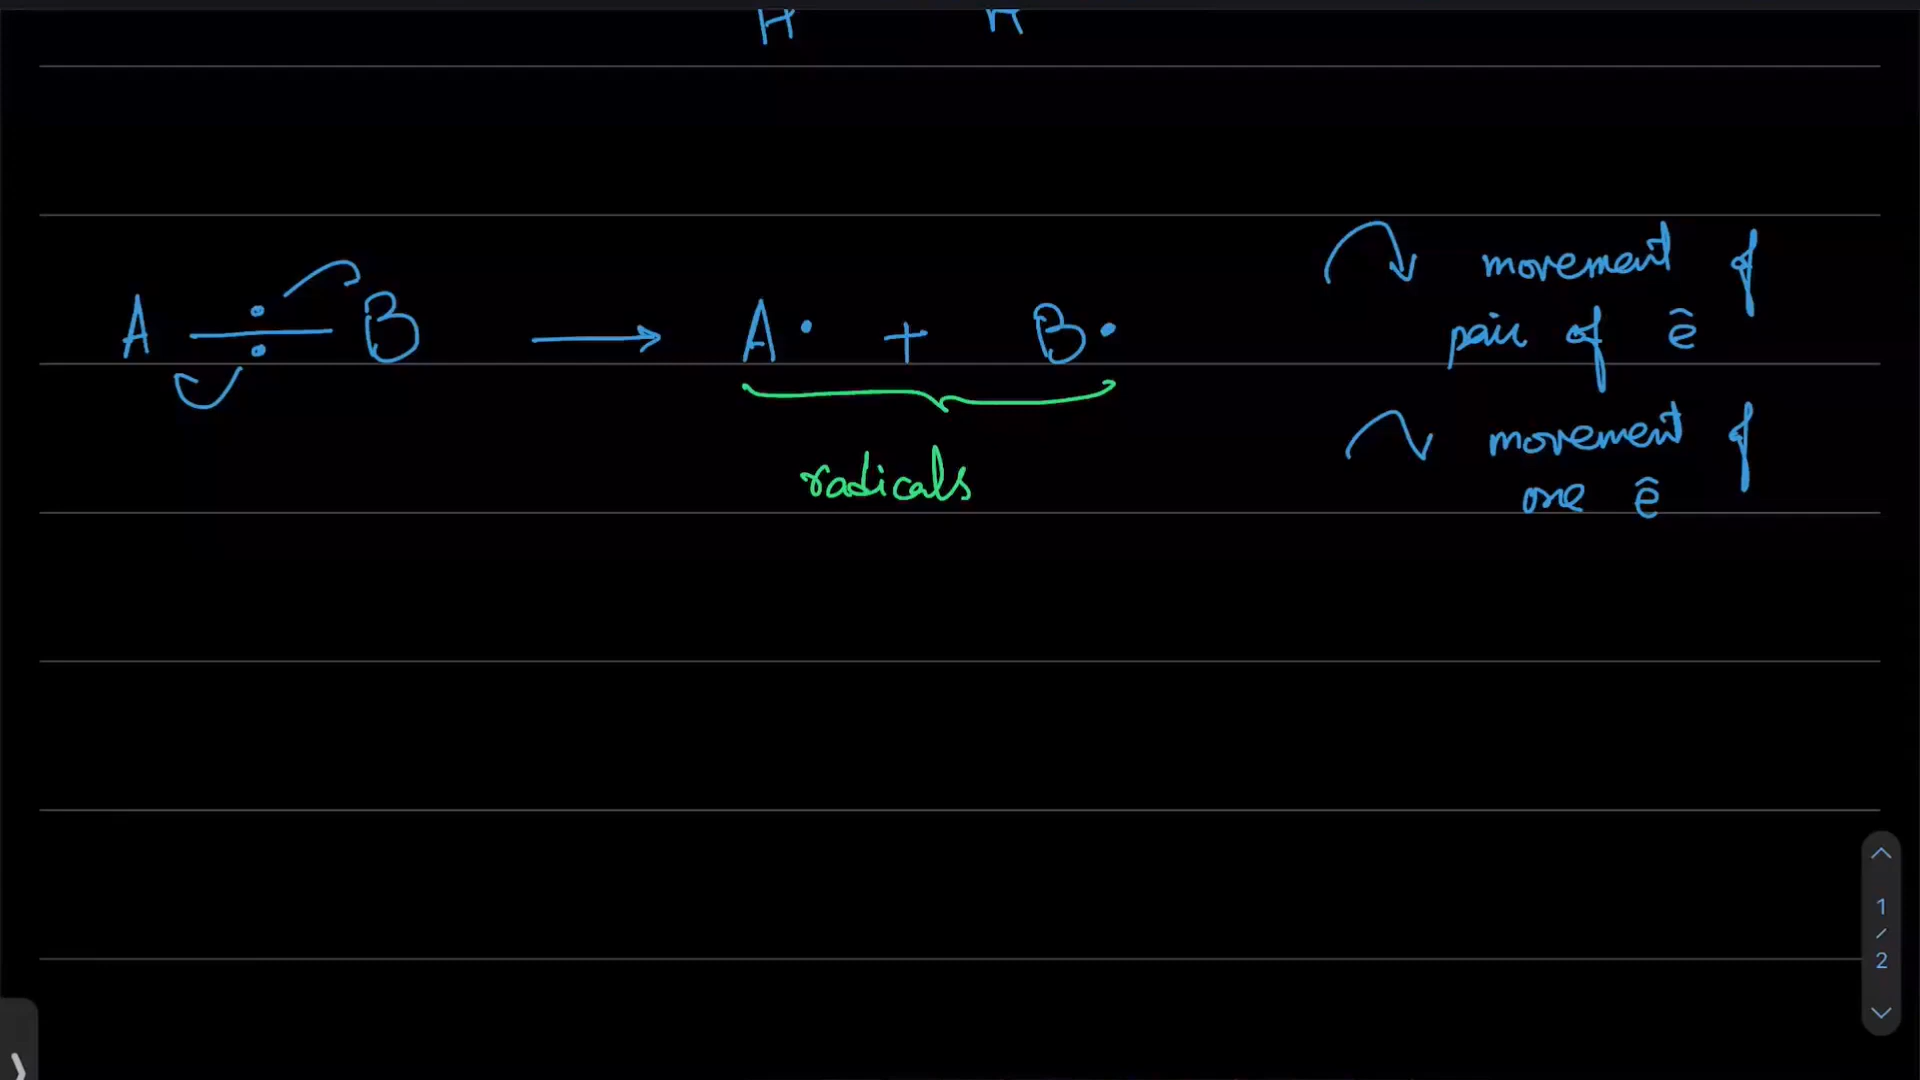 H H
A — B ⟶ A• + B•
radicals
movement of
pair of ē
movement of
one ē
1
/
2